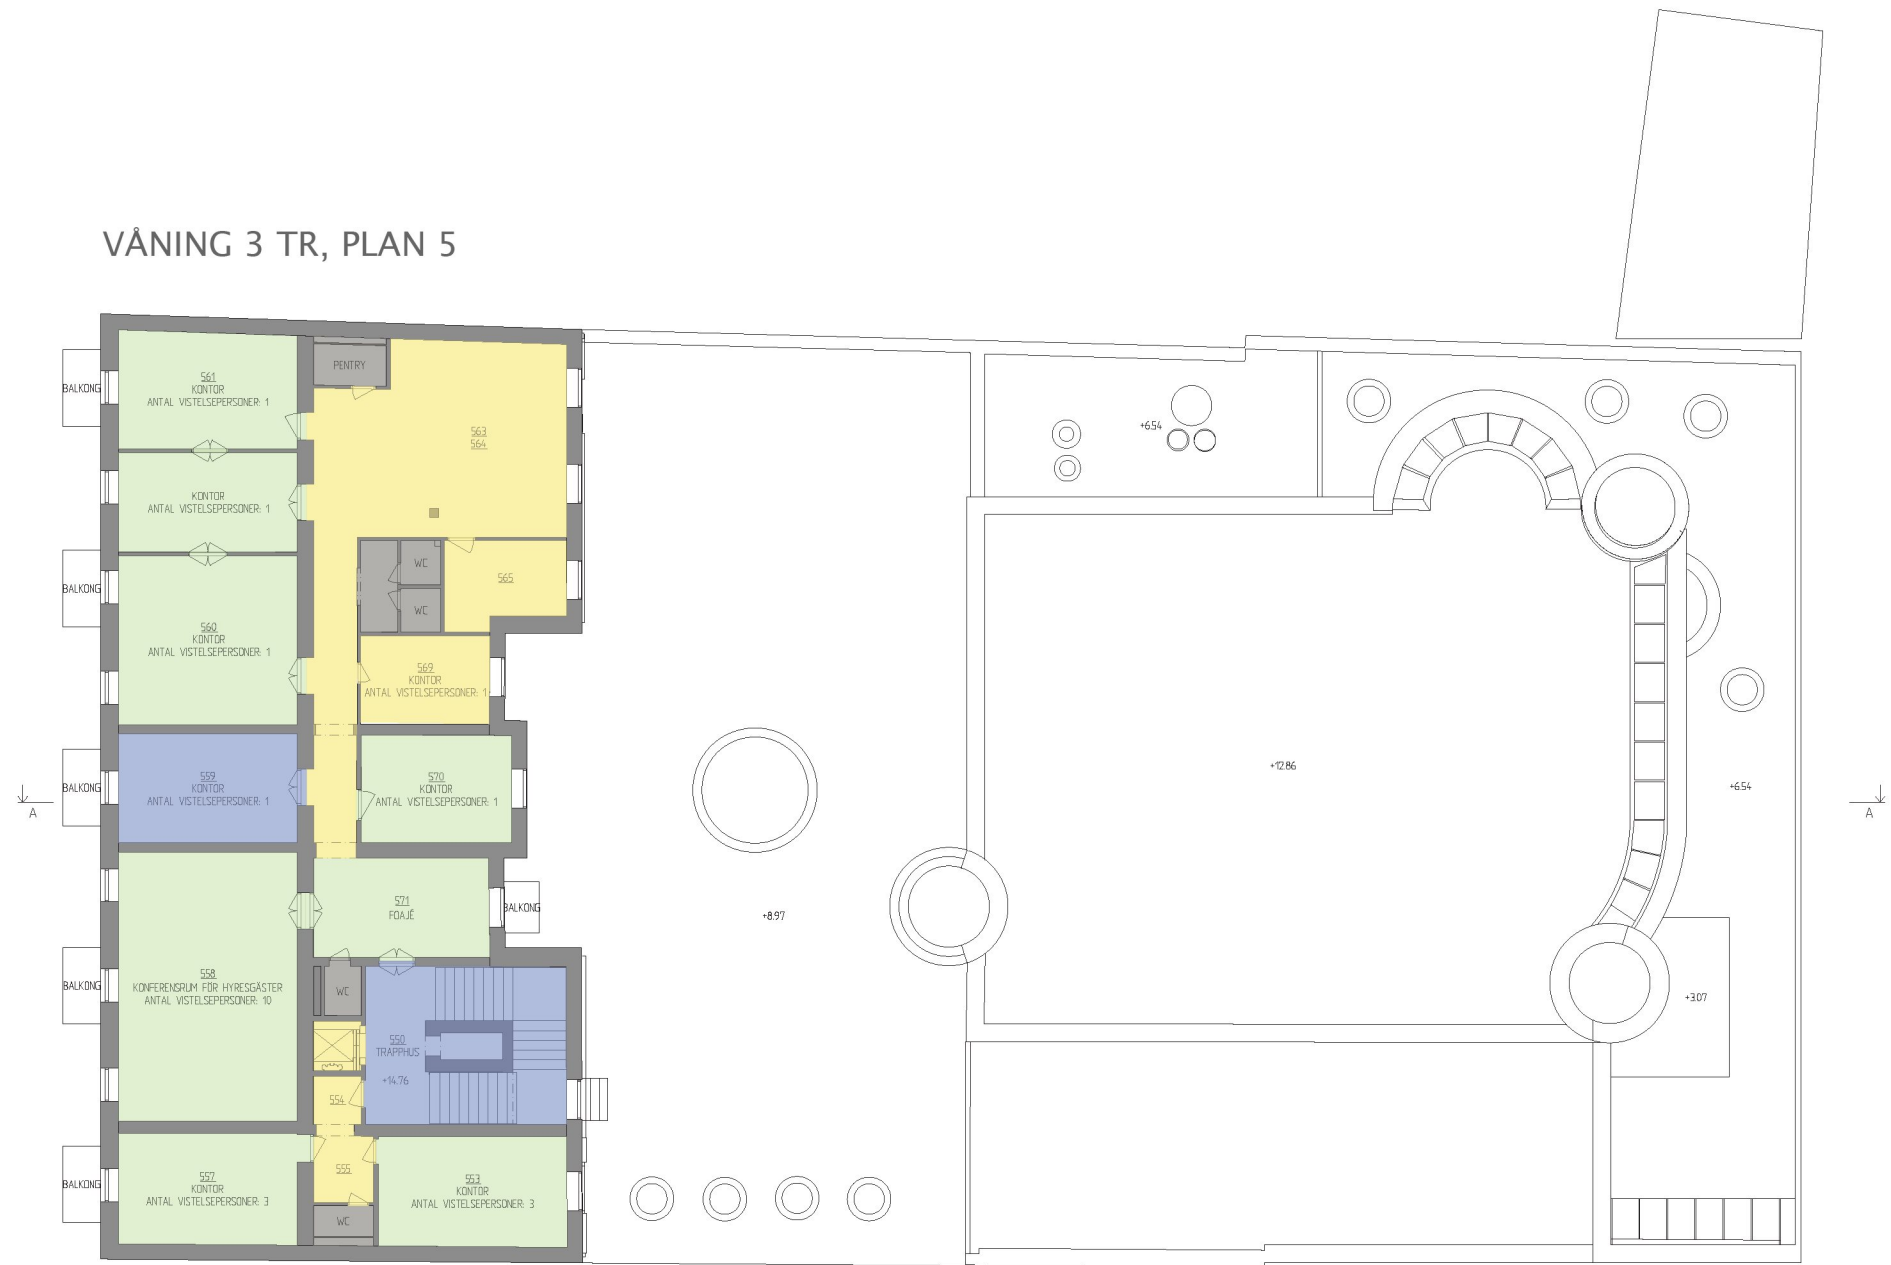 VÅNING 3 TR, PLAN 5
BALKONG
561
KONTOR
ANTAL VISTELSEPERSONER: 1
PENTRY
563
564
+6.54
KONTOR
ANTAL VISTELSEPERSONER: 1
BALKONG
WC
565
WC
560
KONTOR
ANTAL VISTELSEPERSONER: 1
569
KONTOR
ANTAL VISTELSEPERSONER: 1
BALKONG
559
KONTOR
ANTAL VISTELSEPERSONER: 1
570
KONTOR
ANTAL VISTELSEPERSONER: 1
+12.86
+6.54
A
A
571
FOAJÉ
BALKONG
+8.97
BALKONG
558
KONFERENSRUM FÖR HYRESGÄSTER
ANTAL VISTELSEPERSONER: 10
WC
+3.07
550
TRAPPHUS
+14.76
554
BALKONG
557
KONTOR
ANTAL VISTELSEPERSONER: 3
555
553
KONTOR
ANTAL VISTELSEPERSONER: 3
WC